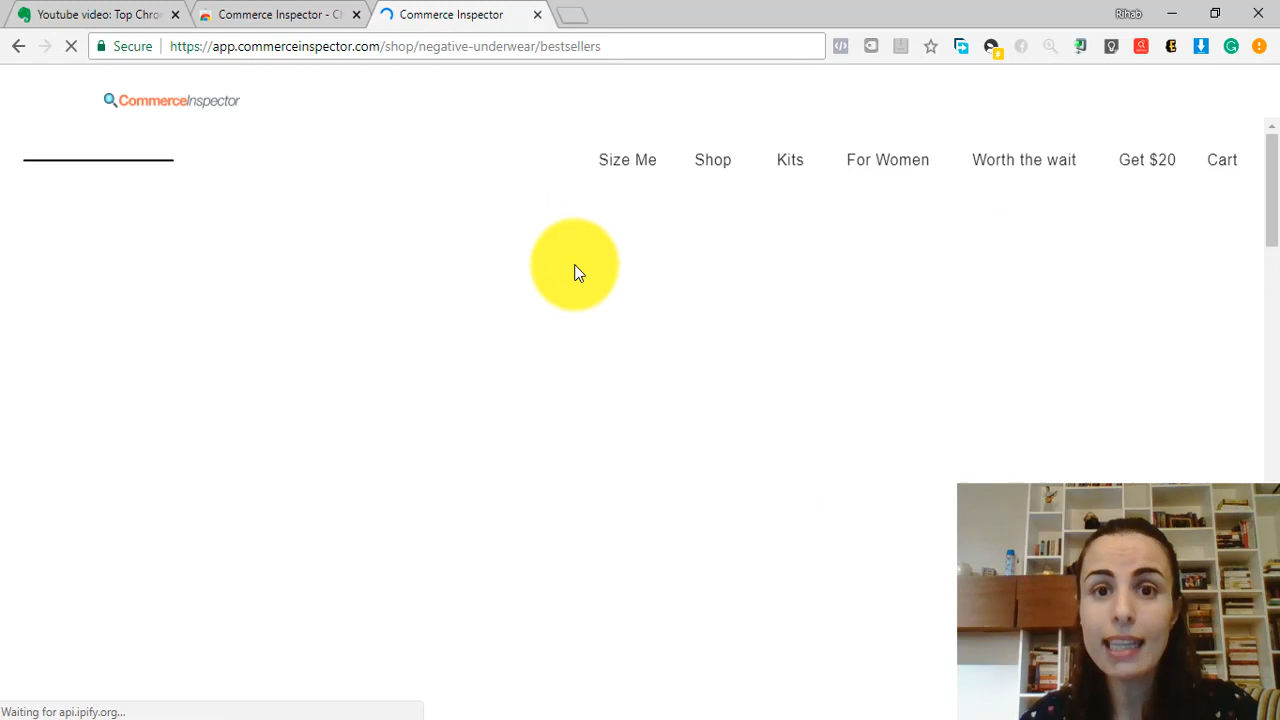 Youtube video: Top Chro
Commerce Inspector - C
Commerce Inspector
Rihab
Secure
https://app.commerceinspector.com/shop/negative-underwear/bestsellers
CommerceInspector
Size Me
Shop
Kits
For Women
Worth the wait
Get $20
Cart
Waiting for api.ipify.org...